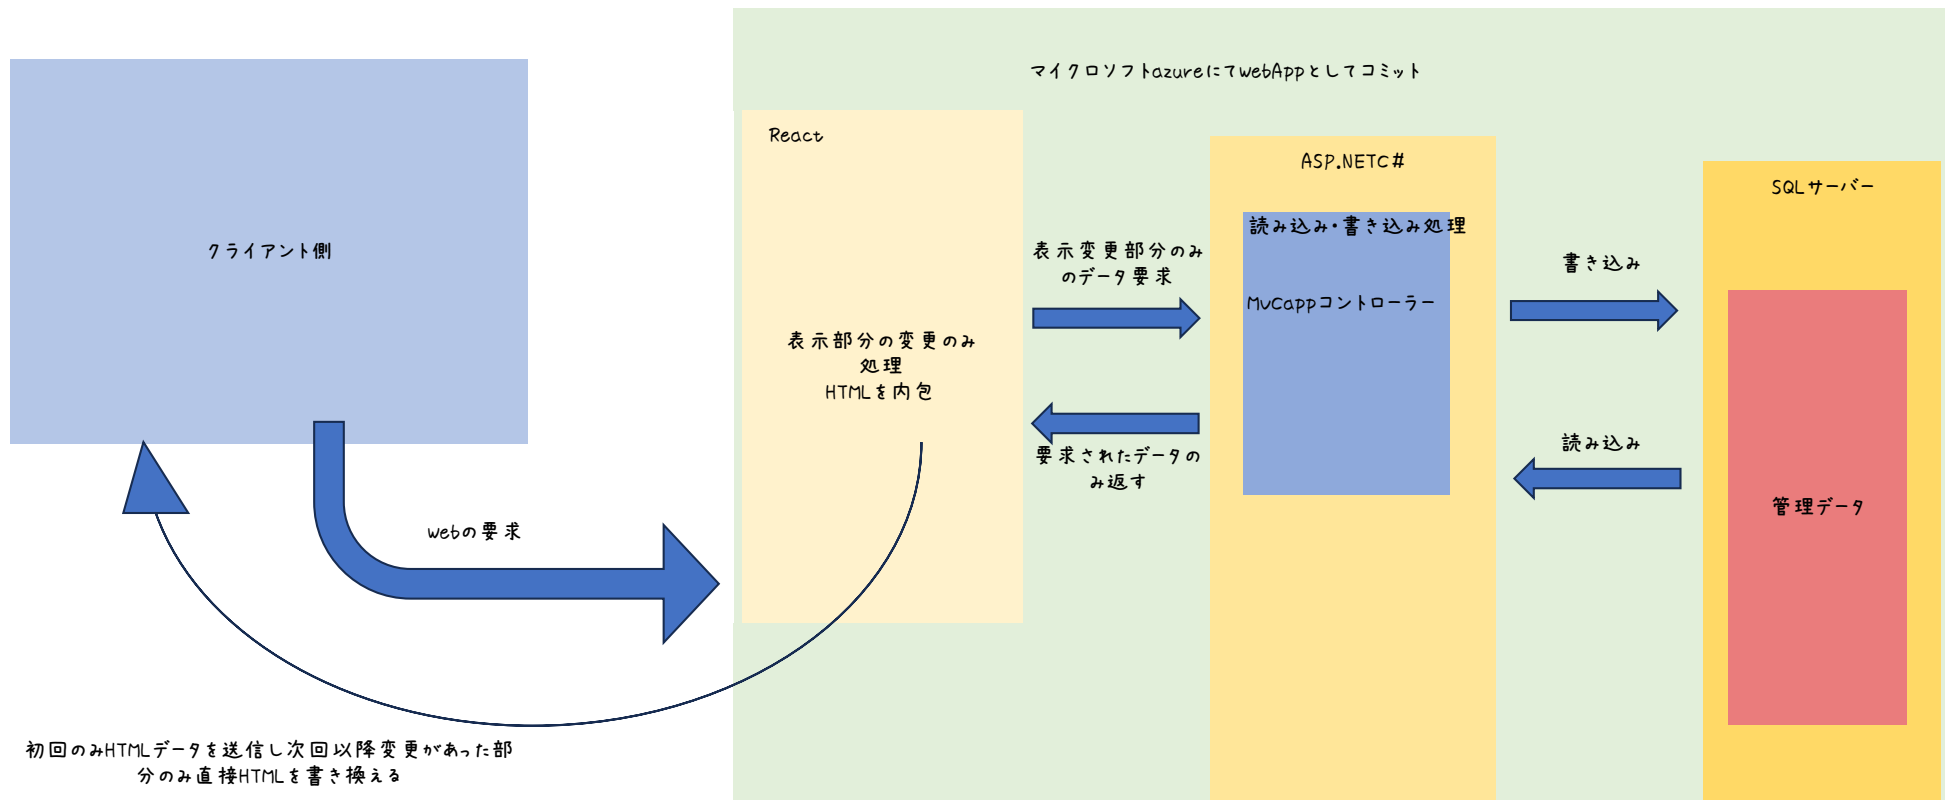 マイクロソフトazureにてwebAppとしてコミット
React
ASP.NETC#
SQLサーバー
読み込み・書き込み処理
クライアント側
表示変更部分のみ
のデータ要求
書き込み
MVCappコントローラー
表示部分の変更のみ
処理
HTMLを内包
要求されたデータの
み返す
読み込み
管理データ
webの要求
初回のみHTMLデータを送信し次回以降変更があった部
分のみ直接HTMLを書き換える